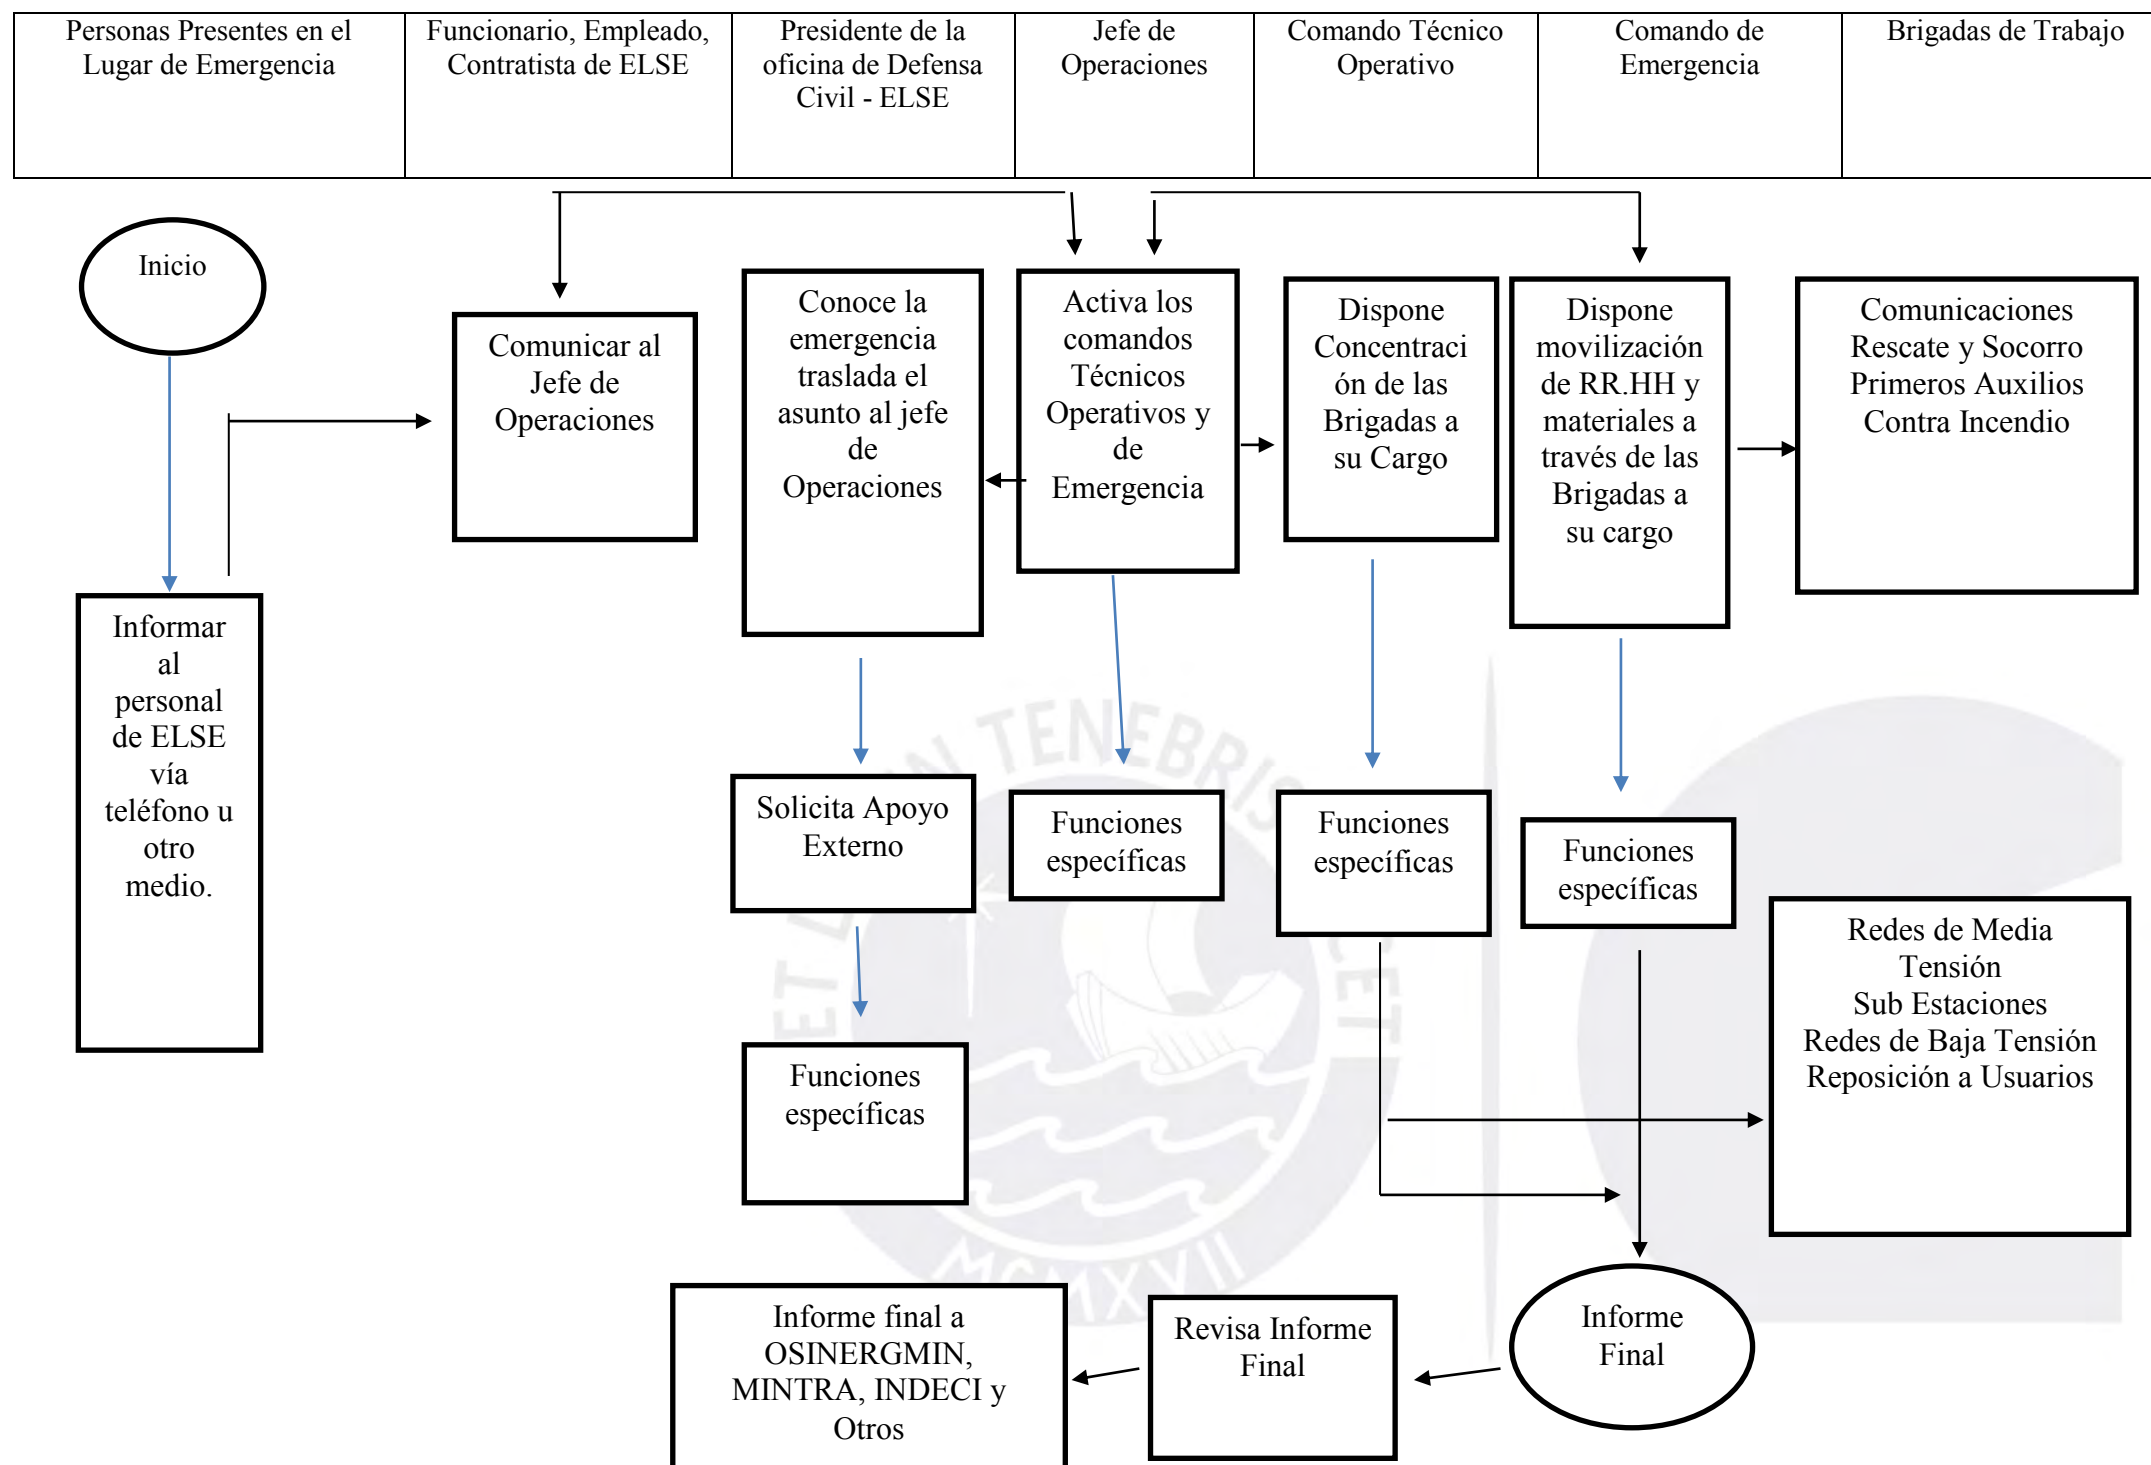 Personas Presentes en el
Lugar de Emergencia
Funcionario, Empleado,
Contratista de ELSE
Presidente de la
oficina de Defensa
Civil - ELSE
Jefe de
Operaciones
Comando Técnico
Operativo
Comando de
Emergencia
Brigadas de Trabajo
Inicio
Informar
al
personal
de ELSE
vía
teléfono u
otro
medio.
Comunicar al
Jefe de
Operaciones
Conoce la
emergencia
traslada el
asunto al jefe
de
Operaciones
Activa los
comandos
Técnicos
Operativos y
de
Emergencia
Dispone
Concentraci
ón de las
Brigadas a
su Cargo
Dispone
movilización
de RR.HH y
materiales a
través de las
Brigadas a
su cargo
Comunicaciones
Rescate y Socorro
Primeros Auxilios
Contra Incendio
Solicita Apoyo
Externo
Funciones
específicas
Funciones
específicas
Funciones
específicas
Funciones
específicas
Redes de Media
Tensión
Sub Estaciones
Redes de Baja Tensión
Reposición a Usuarios
Informe final a
OSINERGMIN,
MINTRA, INDECI y
Otros
Revisa Informe
Final
Informe
Final
MCMXVII